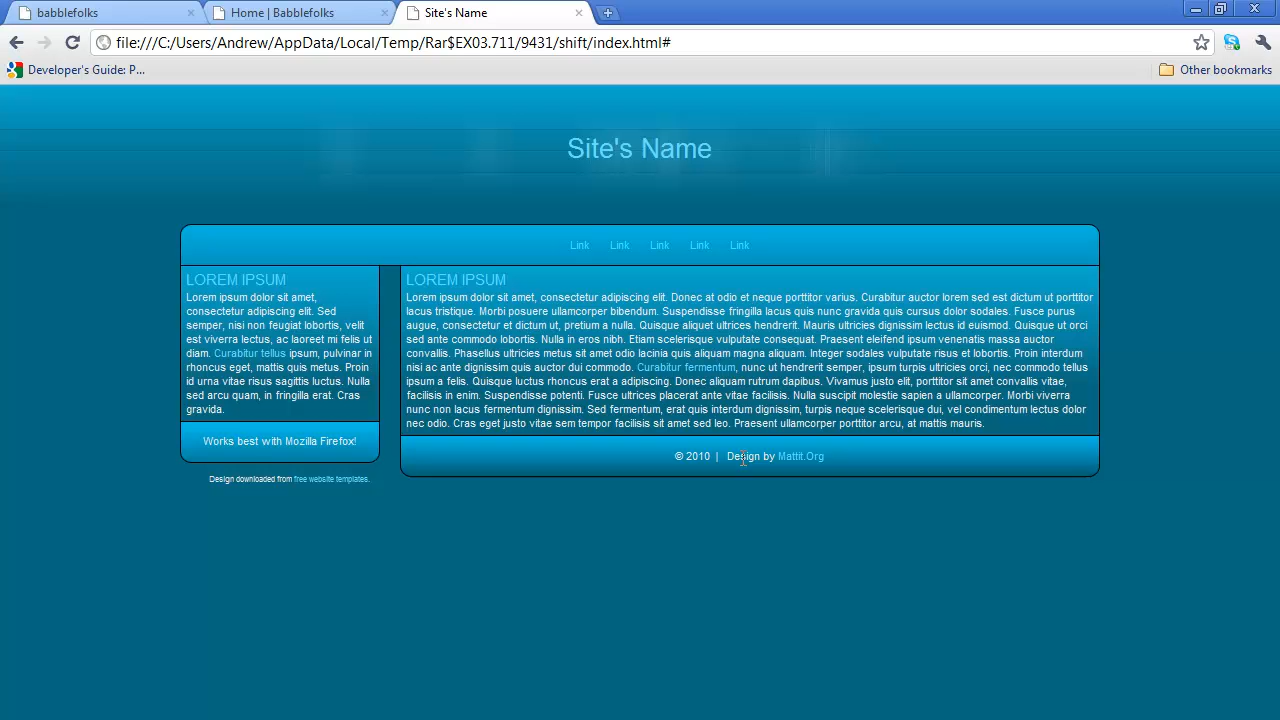 babblefolks
Home | Babblefolks
Site's Name
file:///C:/Users/Andrew/AppData/Local/Temp/Rar$EX03.711/9431/shift/index.html#
Developer's Guide: P...
Other bookmarks
Site's Name
Link Link Link Link Link
LOREM IPSUM
Lorem ipsum dolor sit amet,
consectetur adipiscing elit. Sed
semper, nisi non feugiat lobortis, velit
est viverra lectus, ac laoreet mi felis ut
diam. Curabitur tellus ipsum, pulvinar in
rhoncus eget, mattis quis metus. Proin
id urna vitae risus sagittis luctus. Nulla
sed arcu quam, in fringilla erat. Cras
gravida.
Works best with Mozilla Firefox!
Design downloaded from free website templates.
LOREM IPSUM
Lorem ipsum dolor sit amet, consectetur adipiscing elit. Donec at odio et neque porttitor varius. Curabitur auctor lorem sed est dictum ut porttitor
lacus tristique. Morbi posuere ullamcorper bibendum. Suspendisse fringilla lacus quis nunc gravida quis cursus dolor sodales. Fusce purus
augue, consectetur et dictum ut, pretium a nulla. Quisque aliquet ultrices hendrerit. Mauris ultricies dignissim lectus id euismod. Quisque ut orci
sed ante commodo lobortis. Nulla in eros nibh. Etiam scelerisque vulputate consequat. Praesent eleifend ipsum venenatis massa auctor
convallis. Phasellus ultricies metus sit amet odio lacinia quis aliquam magna aliquam. Integer sodales vulputate risus et lobortis. Proin interdum
nisi ac ante dignissim quis auctor dui commodo. Curabitur fermentum, nunc ut hendrerit semper, ipsum turpis ultricies orci, nec commodo tellus
ipsum a felis. Quisque luctus rhoncus erat a adipiscing. Donec aliquam rutrum dapibus. Vivamus justo elit, porttitor sit amet convallis vitae,
facilisis in enim. Suspendisse potenti. Fusce ultrices placerat ante vitae facilisis. Nulla suscipit molestie sapien a ullamcorper. Morbi viverra
nunc non lacus fermentum dignissim. Sed fermentum, erat quis interdum dignissim, turpis neque scelerisque dui, vel condimentum lectus dolor
nec odio. Cras eget justo vitae sem tempor facilisis sit amet sed leo. Praesent ullamcorper porttitor arcu, at mattis mauris.
© 2010 | Design by Mattit.Org